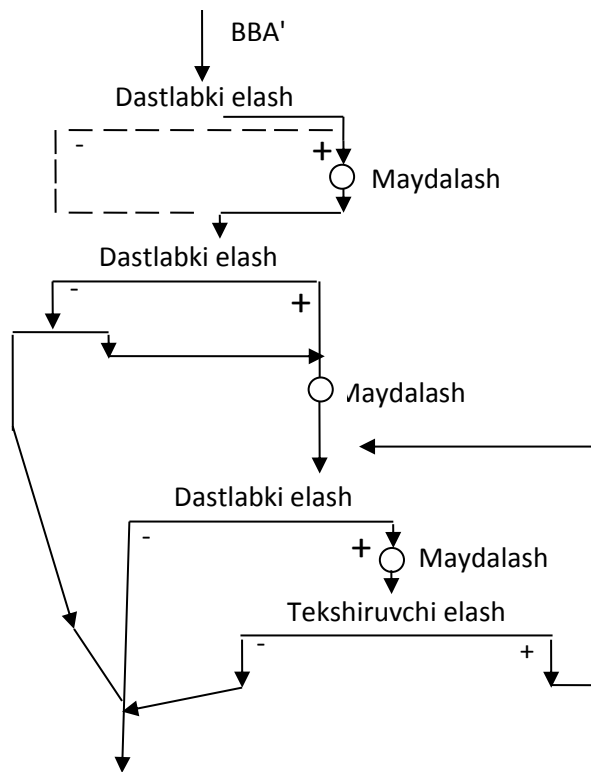 BBA'
Dastlabki elash
-
+
Maydalash
Dastlabki elash
-
+
Maydalash
Dastlabki elash
-
+
Maydalash
Tekshiruvchi elash
-
+